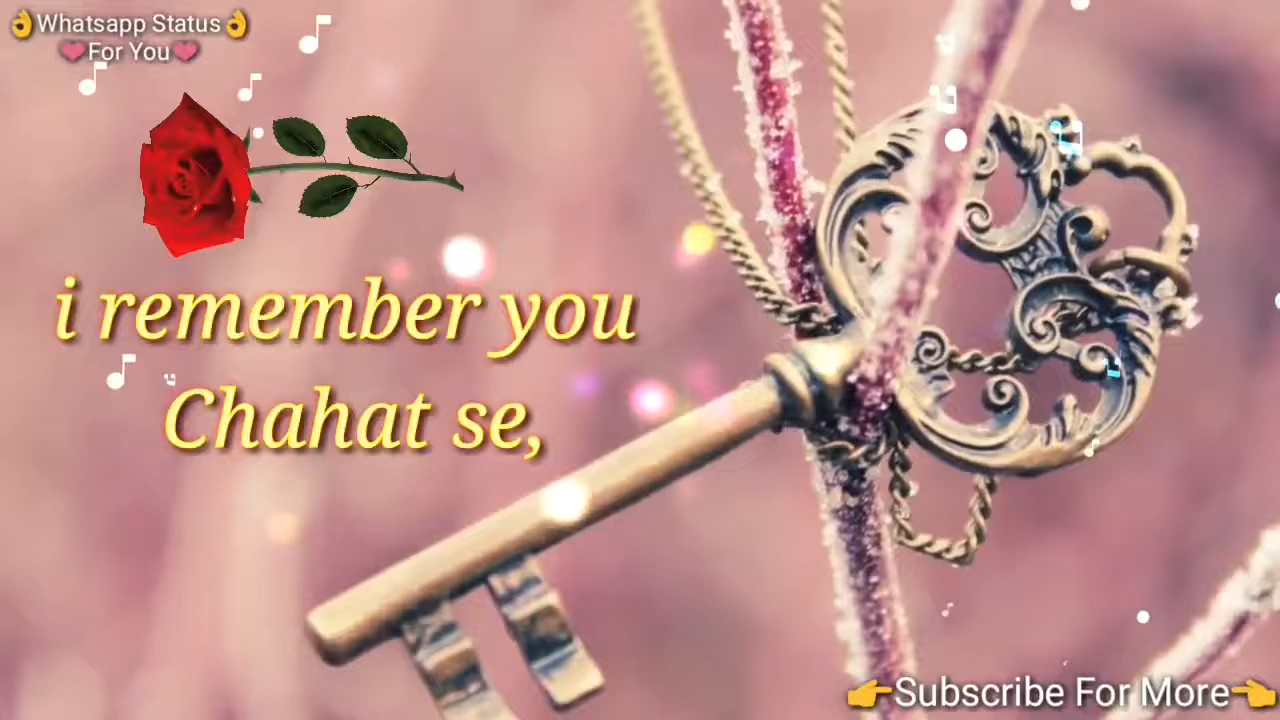 👌Whatsapp Status👌
❤For You❤
i remember you
Chahat se,
👉Subscribe For More👈